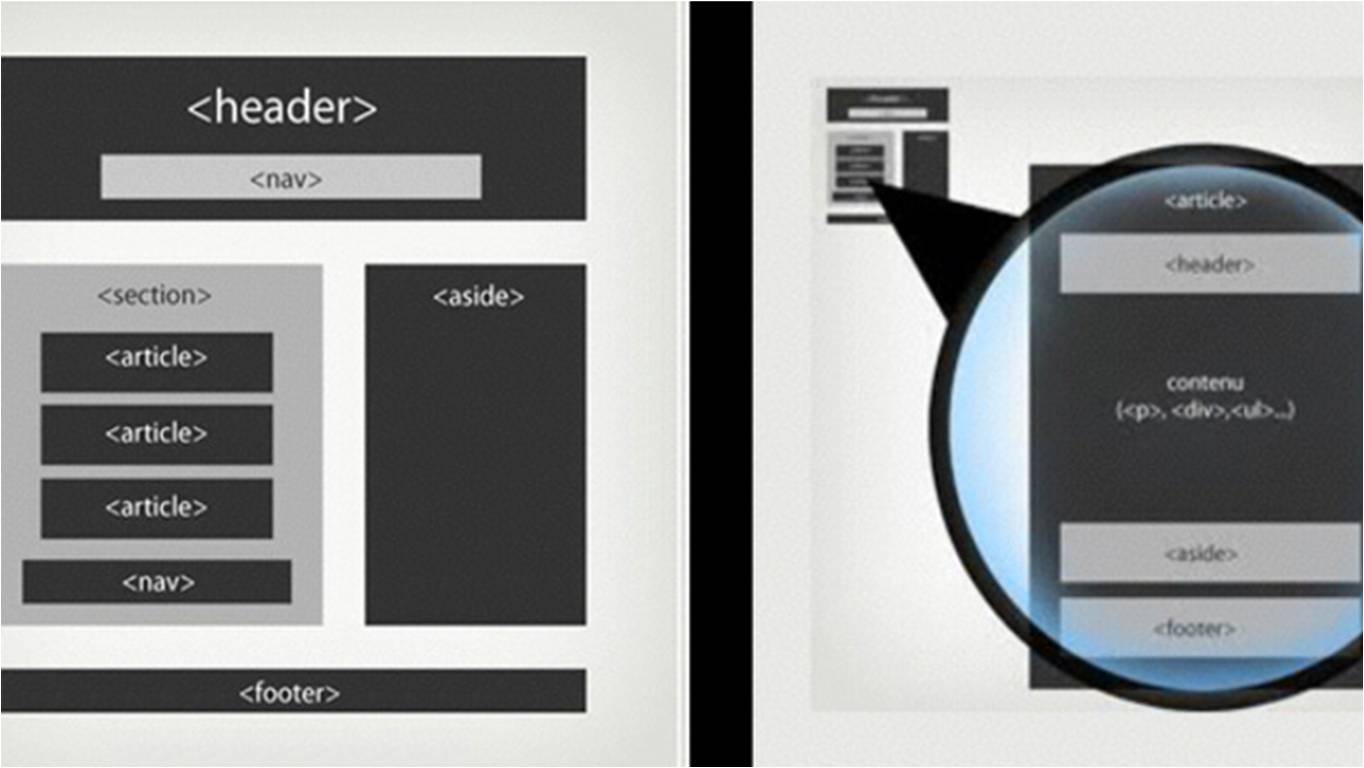 <header>
<nav>
<section>
<article>
<article>
<article>
<nav>
<aside>
<footer>
<article>
<header>
contenu
(<p>, <div>,<ul>...)
<aside>
<footer>